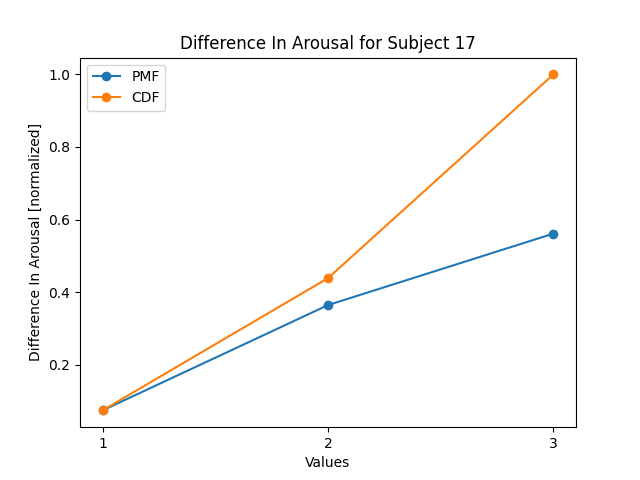 Difference In Arousal for Subject 17
PMF
CDF
Difference In Arousal [normalized]
1.0
0.8
0.6
0.4
0.2
1 2 3
Values